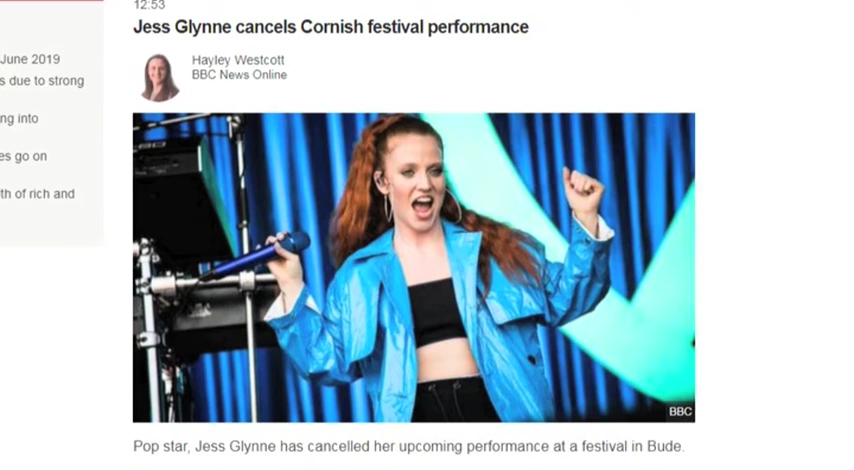 12:53
Jess Glynne cancels Cornish festival performance
Hayley Westcott
BBC News Online
June 2019
s due to strong
ng into
es go on
th of rich and
BBC
Pop star, Jess Glynne has cancelled her upcoming performance at a festival in Bude.